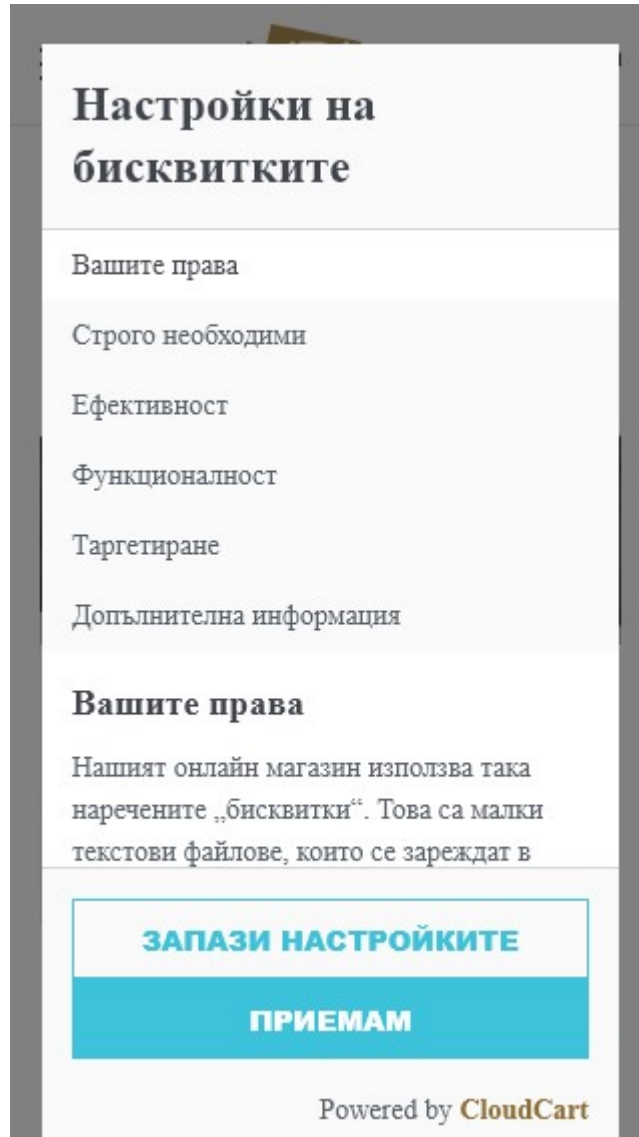 Настройки на
бисквитките
Вашите права
Строго необходими
Ефективност
Функционалност
Таргетиране
Допълнителна информация
Вашите права
Нашият онлайн магазин използва така
наречените „бисквитки“. Това са малки
текстови файлове, които се зареждат в
ЗАПАЗИ НАСТРОЙКИТЕ
ПРИЕМАМ
Powered by CloudCart